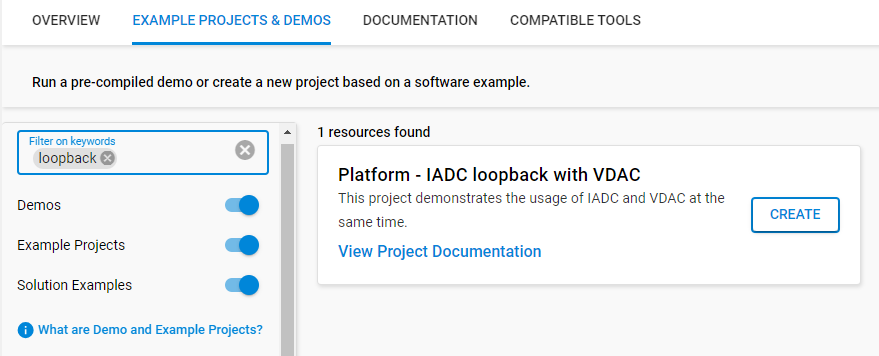 OVERVIEW
EXAMPLE PROJECTS & DEMOS
DOCUMENTATION
COMPATIBLE TOOLS
Run a pre-compiled demo or create a new project based on a software example.
Filter on keywords
loopback
Demos
Example Projects
Solution Examples
What are Demo and Example Projects?
1 resources found
Platform - IADC loopback with VDAC
This project demonstrates the usage of IADC and VDAC at the
same time.
View Project Documentation
CREATE